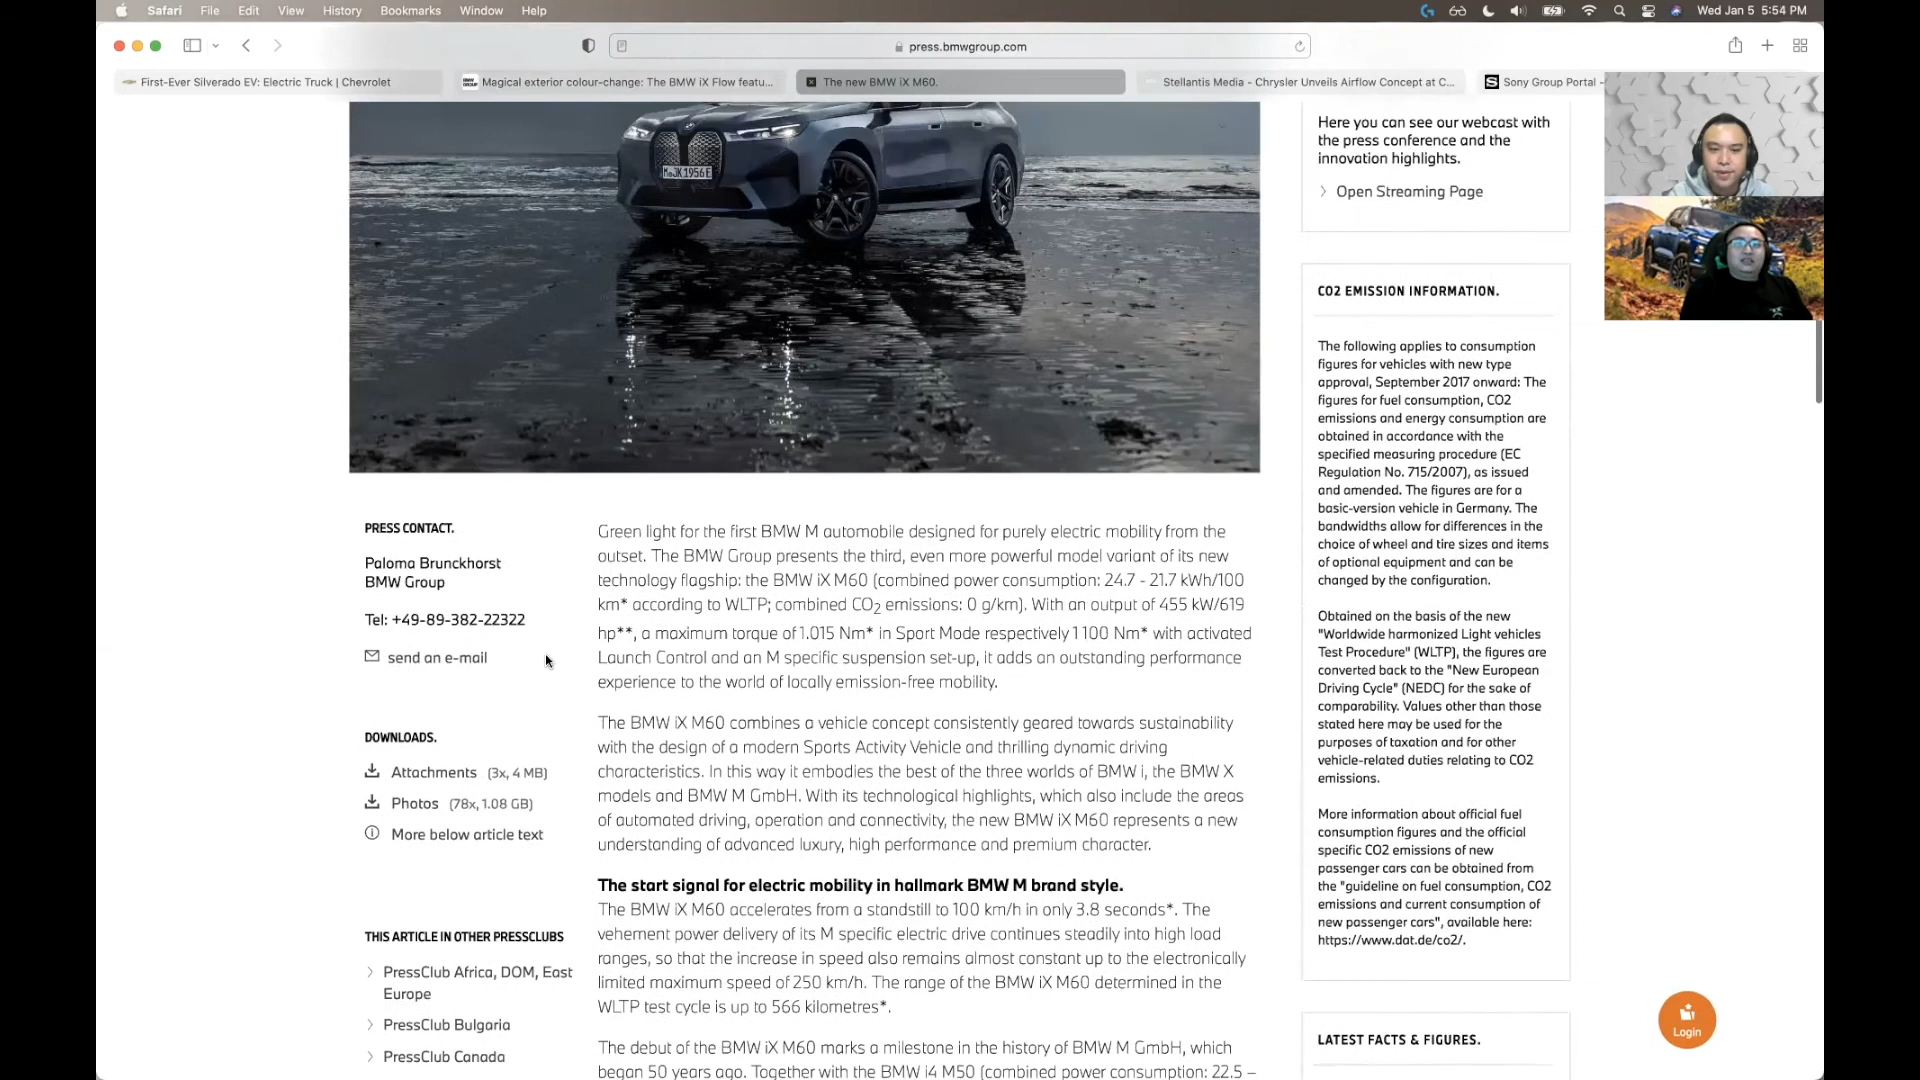 Safari File Edit View History Bookmarks Window Help Wed Jan 5 5:54 PM
press.bmwgroup.com
First-Ever Silverado EV: Electric Truck | Chevrolet
Magical exterior colour-change: The BMW iX Flow featu...
The new BMW iX M60.
Stellantis Media - Chrysler Unveils Airflow Concept at C...
Sony Group Portal -
M·JK1956E
Here you can see our webcast with
the press conference and the
innovation highlights.
Open Streaming Page
PRESS CONTACT.
Paloma Brunckhorst
BMW Group
Tel: +49-89-382-22322
send an e-mail
DOWNLOADS.
Attachments (3x, 4 MB)
Photos (78x, 1.08 GB)
More below article text
THIS ARTICLE IN OTHER PRESSCLUBS
PressClub Africa, DOM, East
Europe
PressClub Bulgaria
PressClub Canada
Green light for the first BMW M automobile designed for purely electric mobility from the
outset. The BMW Group presents the third, even more powerful model variant of its new
technology flagship: the BMW iX M60 (combined power consumption: 24.7 - 21.7 kWh/100
km* according to WLTP; combined CO2 emissions: 0 g/km). With an output of 455 kW/619
hp**, a maximum torque of 1.015 Nm* in Sport Mode respectively 1 100 Nm* with activated
Launch Control and an M specific suspension set-up, it adds an outstanding performance
experience to the world of locally emission-free mobility.
The BMW iX M60 combines a vehicle concept consistently geared towards sustainability
with the design of a modern Sports Activity Vehicle and thrilling dynamic driving
characteristics. In this way it embodies the best of the three worlds of BMW i, the BMW X
models and BMW M GmbH. With its technological highlights, which also include the areas
of automated driving, operation and connectivity, the new BMW iX M60 represents a new
understanding of advanced luxury, high performance and premium character.
The start signal for electric mobility in hallmark BMW M brand style.
The BMW iX M60 accelerates from a standstill to 100 km/h in only 3.8 seconds*. The
vehement power delivery of its M specific electric drive continues steadily into high load
ranges, so that the increase in speed also remains almost constant up to the electronically
limited maximum speed of 250 km/h. The range of the BMW iX M60 determined in the
WLTP test cycle is up to 566 kilometres*.
The debut of the BMW iX M60 marks a milestone in the history of BMW M GmbH, which
began 50 years ago. Together with the BMW i4 M50 (combined power consumption: 22.5 –
CO2 EMISSION INFORMATION.
The following applies to consumption
figures for vehicles with new type
approval, September 2017 onward: The
figures for fuel consumption, CO2
emissions and energy consumption are
obtained in accordance with the
specified measuring procedure (EC
Regulation No. 715/2007), as issued
and amended. The figures are for a
basic-version vehicle in Germany. The
bandwidths allow for differences in the
choice of wheel and tire sizes and items
of optional equipment and can be
changed by the configuration.
Obtained on the basis of the new
"Worldwide harmonized Light vehicles
Test Procedure" (WLTP), the figures are
converted back to the "New European
Driving Cycle" (NEDC) for the sake of
comparability. Values other than those
stated here may be used for the
purposes of taxation and for other
vehicle-related duties relating to CO2
emissions.
More information about official fuel
consumption figures and the official
specific CO2 emissions of new
passenger cars can be obtained from
the "guideline on fuel consumption, CO2
emissions and current consumption of
new passenger cars", available here:
https://www.dat.de/co2/.
LATEST FACTS & FIGURES.
Login